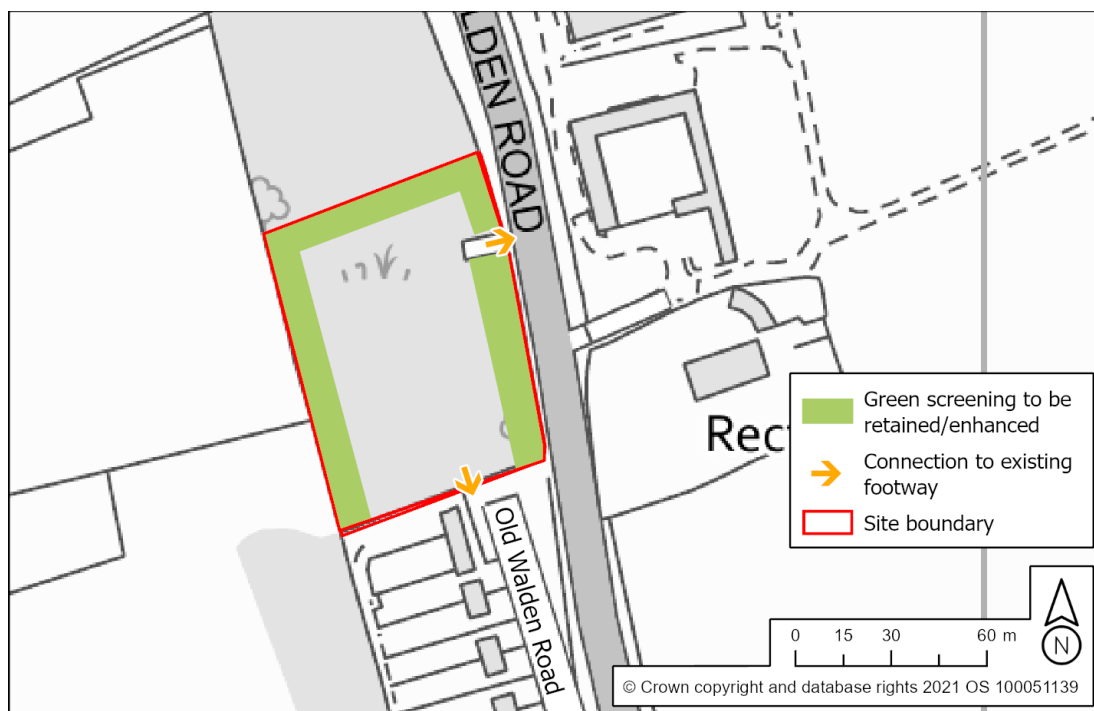 LDEN ROAD
Rect
Old Walden Road
Green screening to be
retained/enhanced
Connection to existing
footway
Site boundary
0 15 30 60 m
N
© Crown copyright and database rights 2021 OS 100051139